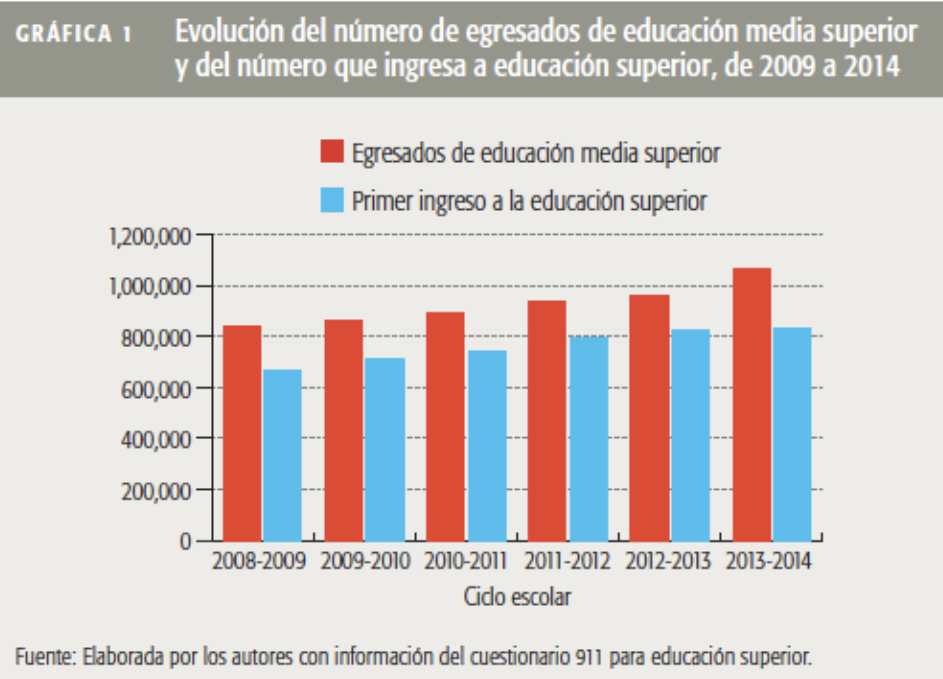 GRÁFICA 1 Evolución del número de egresados de educación media superior
y del número que ingresa a educación superior, de 2009 a 2014
Egresados de educación media superior
Primer ingreso a la educación superior
1,200,000
1,000,000
800,000
600,000
400,000
200,000
0
2008-2009 2009-2010 2010-2011 2011-2012 2012-2013 2013-2014
Ciclo escolar
Fuente: Elaborada por los autores con información del cuestionario 911 para educación superior.